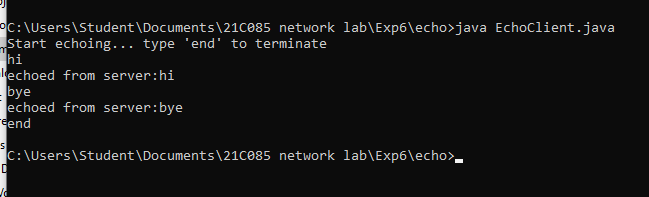 C:\Users\Student\Documents\21C085 network lab\Exp6\echo>java EchoClient.java
Start echoing... type 'end' to terminate
hi
echoed from server:hi
bye
echoed from server:bye
end
C:\Users\Student\Documents\21C085 network lab\Exp6\echo>